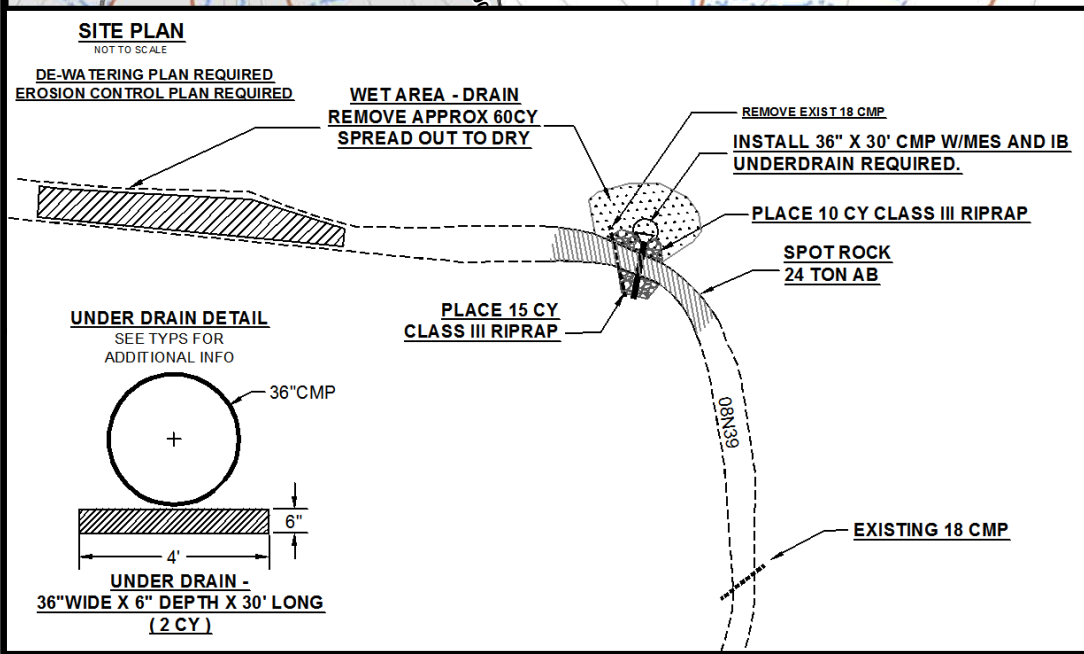 SITE PLAN
NOT TO SCALE
DE-WATERING PLAN REQUIRED
EROSION CONTROL PLAN REQUIRED
WET AREA - DRAIN
REMOVE APPROX 60CY
SPREAD OUT TO DRY
REMOVE EXIST 18 CMP
INSTALL 36" X 30' CMP W/MES AND IB
UNDERDRAIN REQUIRED.
PLACE 10 CY CLASS III RIPRAP
SPOT ROCK
24 TON AB
PLACE 15 CY
CLASS III RIPRAP
UNDER DRAIN DETAIL
SEE TYPS FOR
ADDITIONAL INFO
36"CMP
6"
4'
UNDER DRAIN -
36"WIDE X 6" DEPTH X 30' LONG
( 2 CY )
08N39
EXISTING 18 CMP